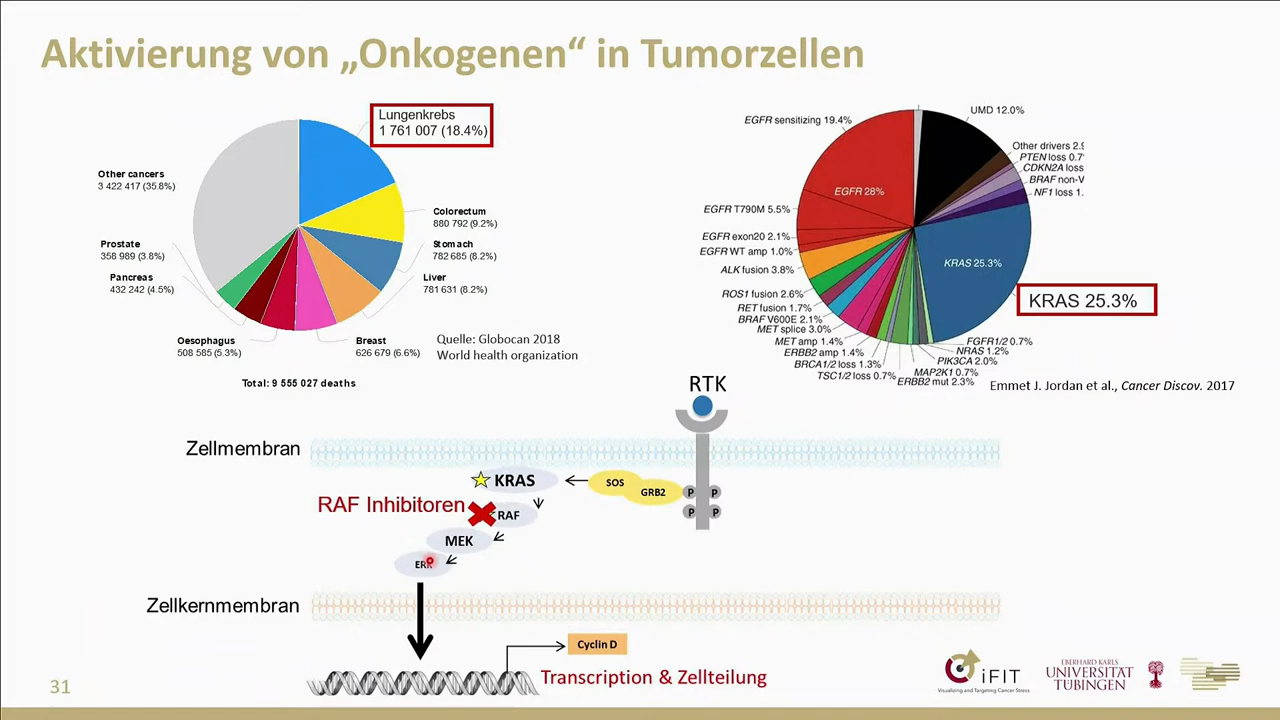 Aktivierung von „Onkogenen“ in Tumorzellen
Lungenkrebs
1 761 007 (18.4%)
Other cancers
3 422 417 (35.8%)
Colorectum
880 792 (9.2%)
Prostate
358 989 (3.8%)
Stomach
782 685 (8.2%)
Pancreas
432 242 (4.5%)
Liver
781 631 (8.2%)
Oesophagus
508 585 (5.3%)
Breast
626 679 (6.6%)
Quelle: Globocan 2018
World health organization
Total: 9 555 027 deaths
EGFR sensitizing 19.4%
UMD 12.0%
Other drivers 2.9
PTEN loss 0.7
CDKN2A loss
BRAF non-V
NF1 loss 1.
EGFR 28%
EGFR T790M 5.5%
EGFR exon20 2.1%
EGFR WT amp 1.0%
ALK fusion 3.8%
KRAS 25.3%
KRAS 25.3%
ROS1 fusion 2.6%
RET fusion 1.7%
BRAF V600E 2.1%
MET splice 3.0%
MET amp 1.4%
ERBB2 amp 1.4%
BRCA1/2 loss 1.3%
TSC1/2 loss 0.7%
ERBB2 mut 2.3%
MAP2K1 0.7%
PIK3CA 2.0%
NRAS 1.2%
FGFR1/2 0.7%
Emmet J. Jordan et al., Cancer Discov. 2017
RTK
Zellmembran
KRAS
SOS
GRB2
P P
P P
RAF Inhibitoren
RAF
MEK
ERK
Zellkernmembran
Cyclin D
Transcription & Zellteilung
31
iFIT
Visualizing and Targeting Cancer Stress
EBERHARD KARLS
UNIVERSITÄT
TÜBINGEN